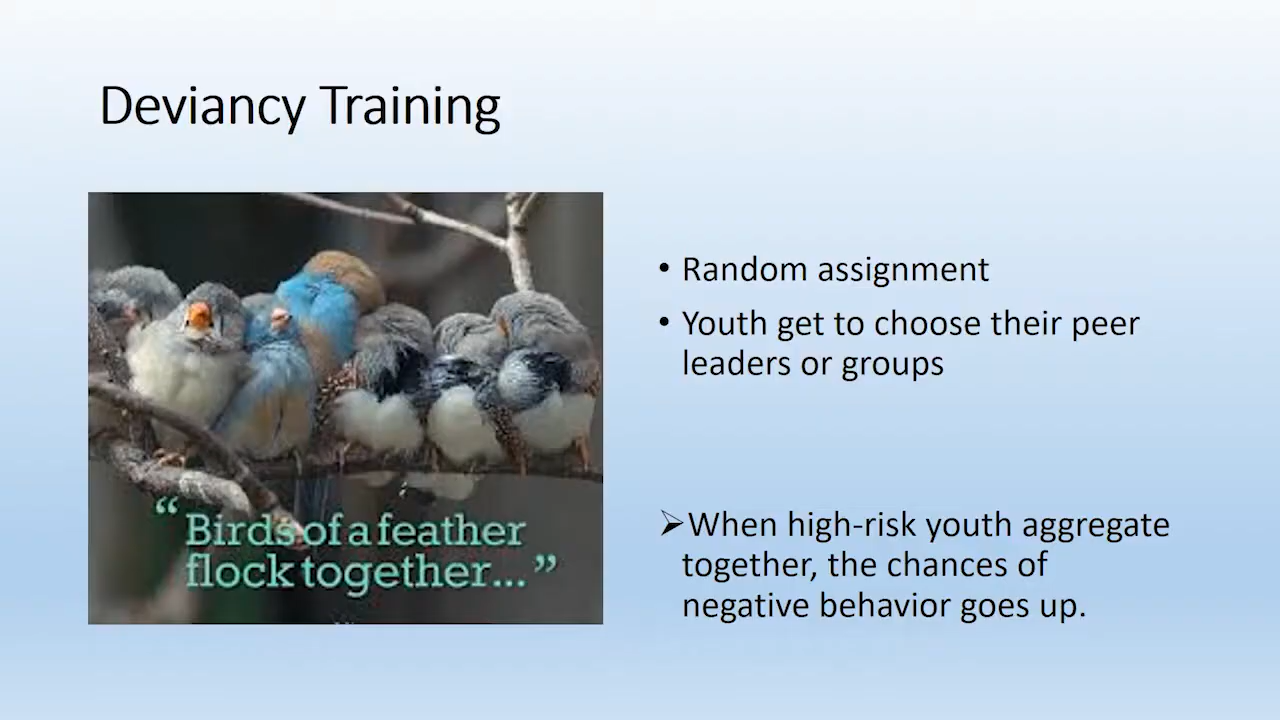 Deviancy Training
• Random assignment
• Youth get to choose their peer
leaders or groups
➢When high-risk youth aggregate
together, the chances of
negative behavior goes up.
“Birds of a feather
flock together...”